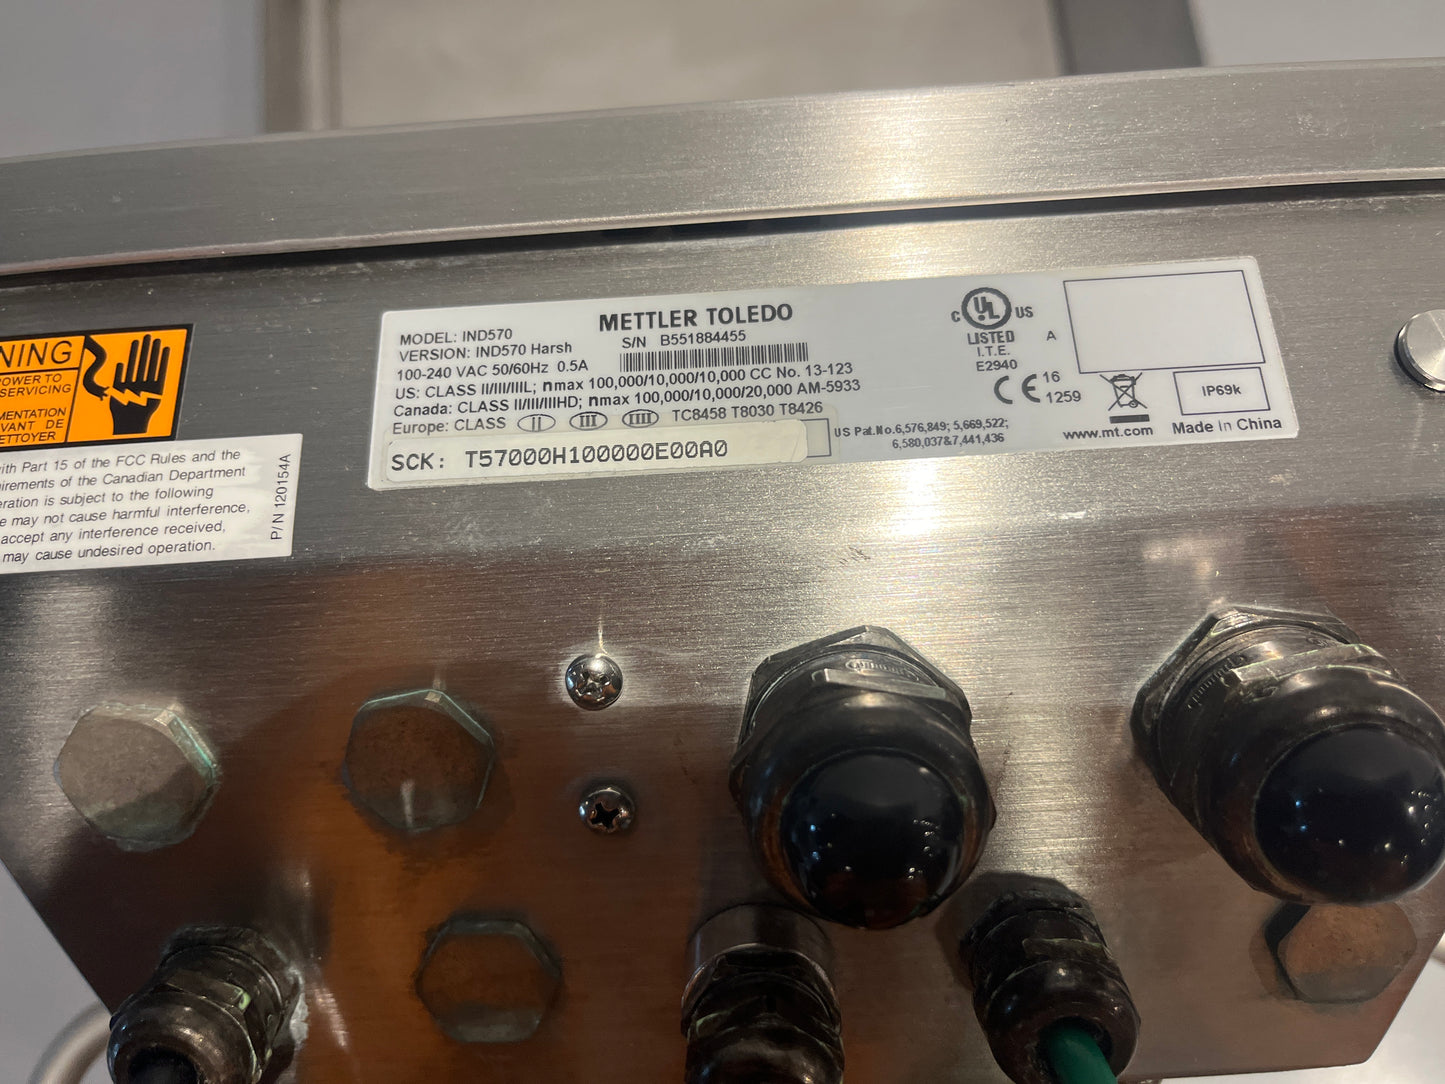 METTLER TOLEDO
MODEL: IND570
S/N B551884455
VERSION: IND570 Harsh
100-240 VAC 50/60Hz 0.5A
US: CLASS II/III/IIIL; nmax 100,000/10,000/10,000 CC No. 13-123
Canada: CLASS II/III/IIIHD; nmax 100,000/10,000/20,000 AM-5933
Europe: CLASS II III IIII TC8458 T8030 T8426
SCK: T57000H100000E00A0
US Pat.No.6,576,849; 5,669,522;
6,580,037&7,441,436
C UL US
LISTED A
I.T.E.
E2940
CE 16
1259
IP69k
www.mt.com Made In China
NING
POWER TO
SERVICING
MENTATION
VANT DE
ETTOYER
with Part 15 of the FCC Rules and the
uirements of the Canadian Department
eration is subject to the following
e may not cause harmful interference,
accept any interference received,
may cause undesired operation.
P/N 120154A